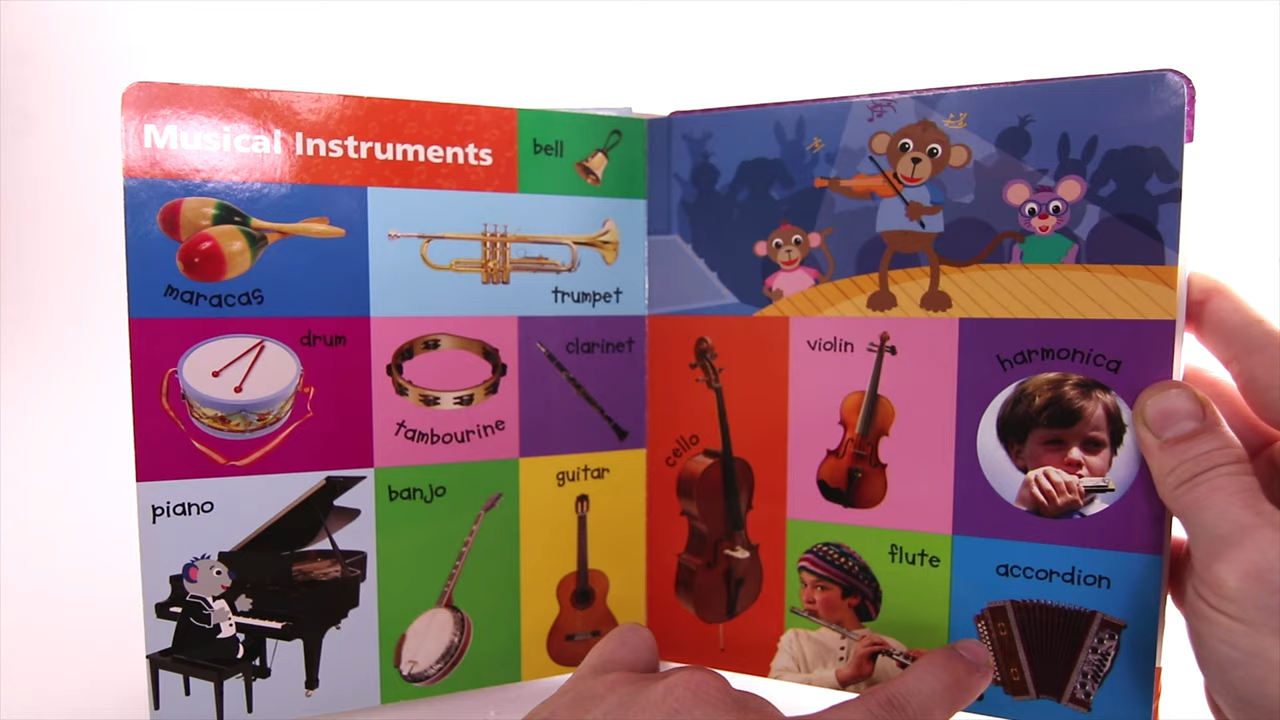 Musical Instruments
bell
maracas
trumpet
drum
tambourine
clarinet
piano
banjo
guitar
cello
violin
harmonica
flute
accordion